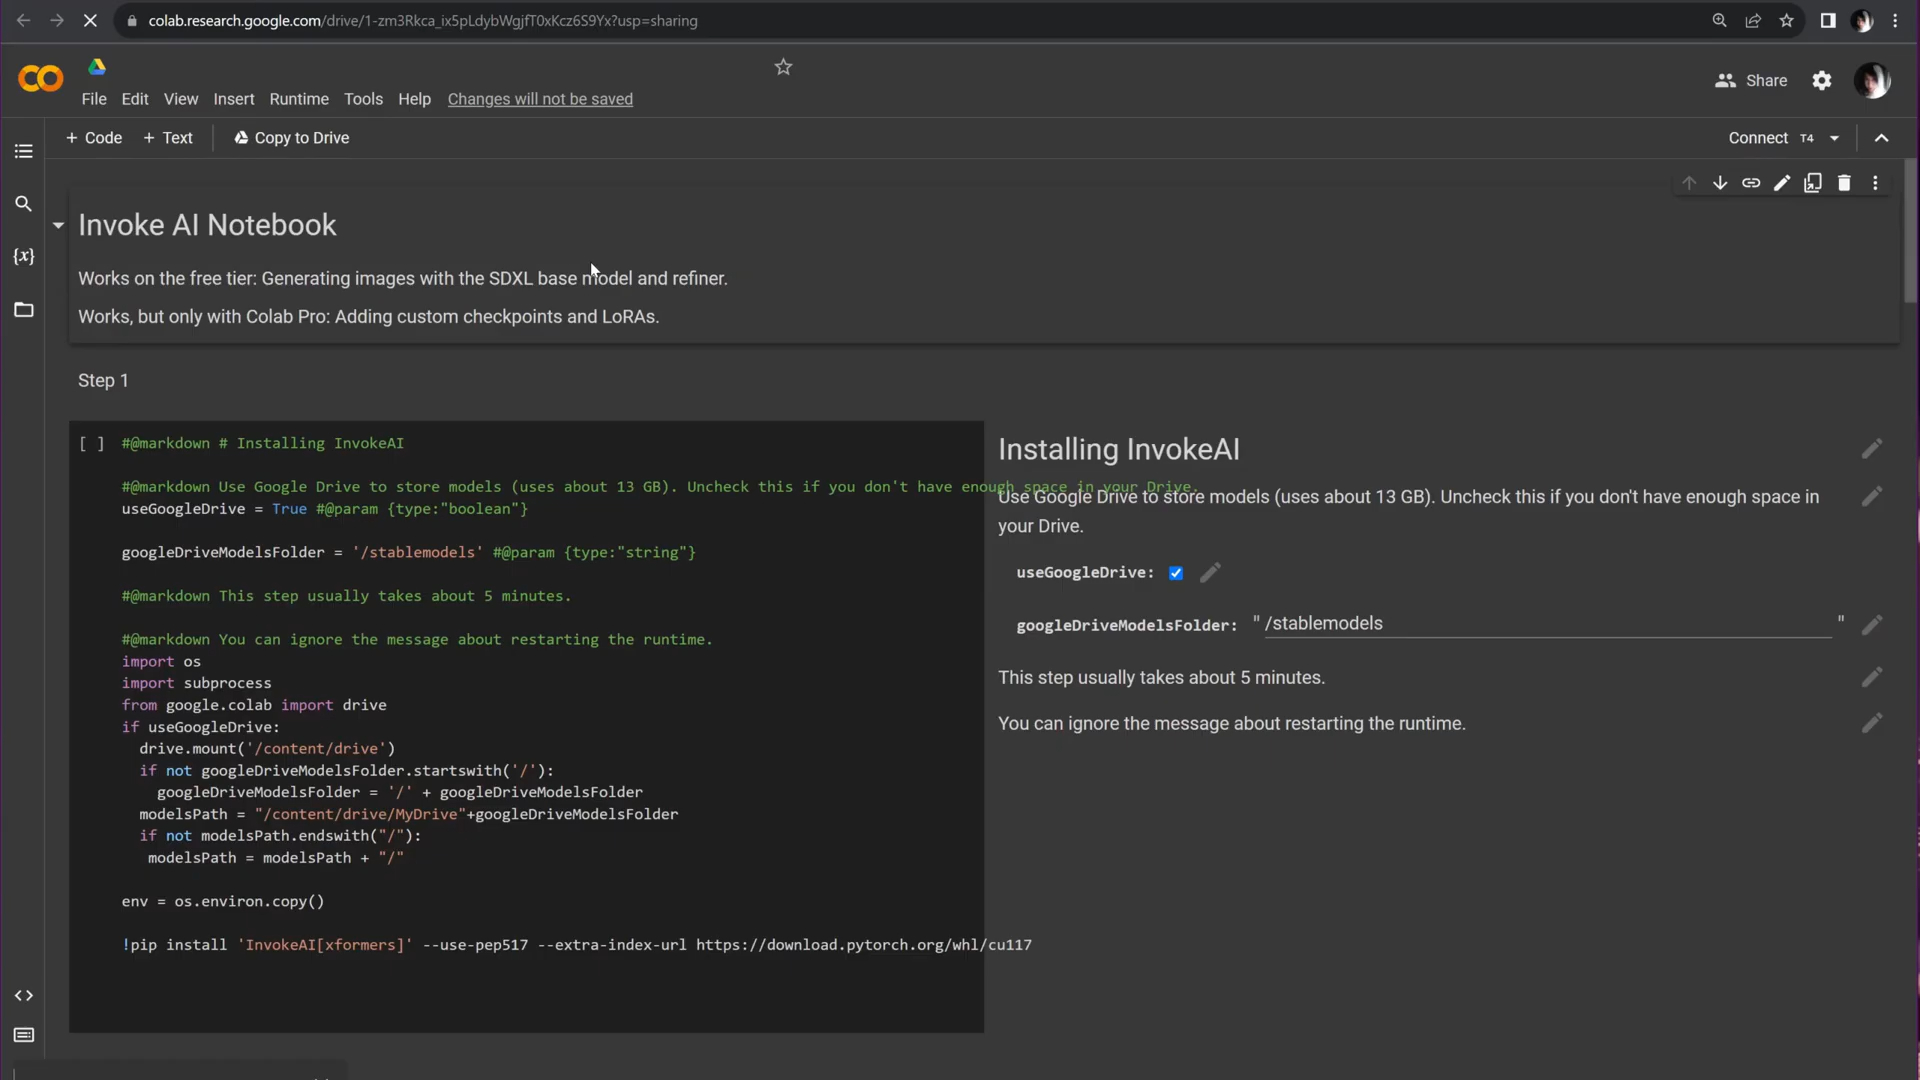 colab.research.google.com/drive/1-zm3Rkca_ix5pLdybWgjfT0xKcz6S9Yx?usp=sharing
File Edit View Insert Runtime Tools Help Changes will not be saved
Share
+ Code + Text Copy to Drive
Connect T4
Invoke AI Notebook
Works on the free tier: Generating images with the SDXL base model and refiner.
Works, but only with Colab Pro: Adding custom checkpoints and LoRAs.
Step 1
[ ] #@markdown # Installing InvokeAI
#@markdown Use Google Drive to store models (uses about 13 GB). Uncheck this if you don't have enough space in your Drive.
useGoogleDrive = True #@param {type:"boolean"}
googleDriveModelsFolder = '/stablemodels' #@param {type:"string"}
#@markdown This step usually takes about 5 minutes.
#@markdown You can ignore the message about restarting the runtime.
import os
import subprocess
from google.colab import drive
if useGoogleDrive:
drive.mount('/content/drive')
if not googleDriveModelsFolder.startswith('/'):
googleDriveModelsFolder = '/' + googleDriveModelsFolder
modelsPath = "/content/drive/MyDrive"+googleDriveModelsFolder
if not modelsPath.endswith("/"):
modelsPath = modelsPath + "/"
env = os.environ.copy()
!pip install 'InvokeAI[xformers]' --use-pep517 --extra-index-url https://download.pytorch.org/whl/cu117
Installing InvokeAI
Use Google Drive to store models (uses about 13 GB). Uncheck this if you don't have enough space in
your Drive.
useGoogleDrive:
googleDriveModelsFolder: "/stablemodels"
This step usually takes about 5 minutes.
You can ignore the message about restarting the runtime.